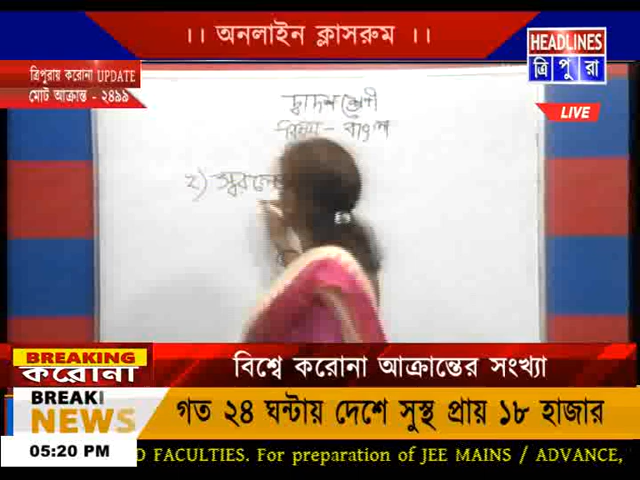 ।। অনলাইন ক্লাসরুম ।।
HEADLINES
ত্রিপুরা
ত্রিপুরায় করোনা UPDATE
মোট আক্রান্ত - ২৪৯৯
LIVE
দ্বাদশ শ্রেণী
বিষয় - বাংলা
২)
BREAKING
করোনা
বিশ্বে করোনা আক্রান্তের সংখ্যা
BREAKI
NEWS
গত ২৪ ঘন্টায় দেশে সুস্থ প্রায় ১৮ হাজার
05:20 PM
D FACULTIES. For preparation of JEE MAINS / ADVANCE,